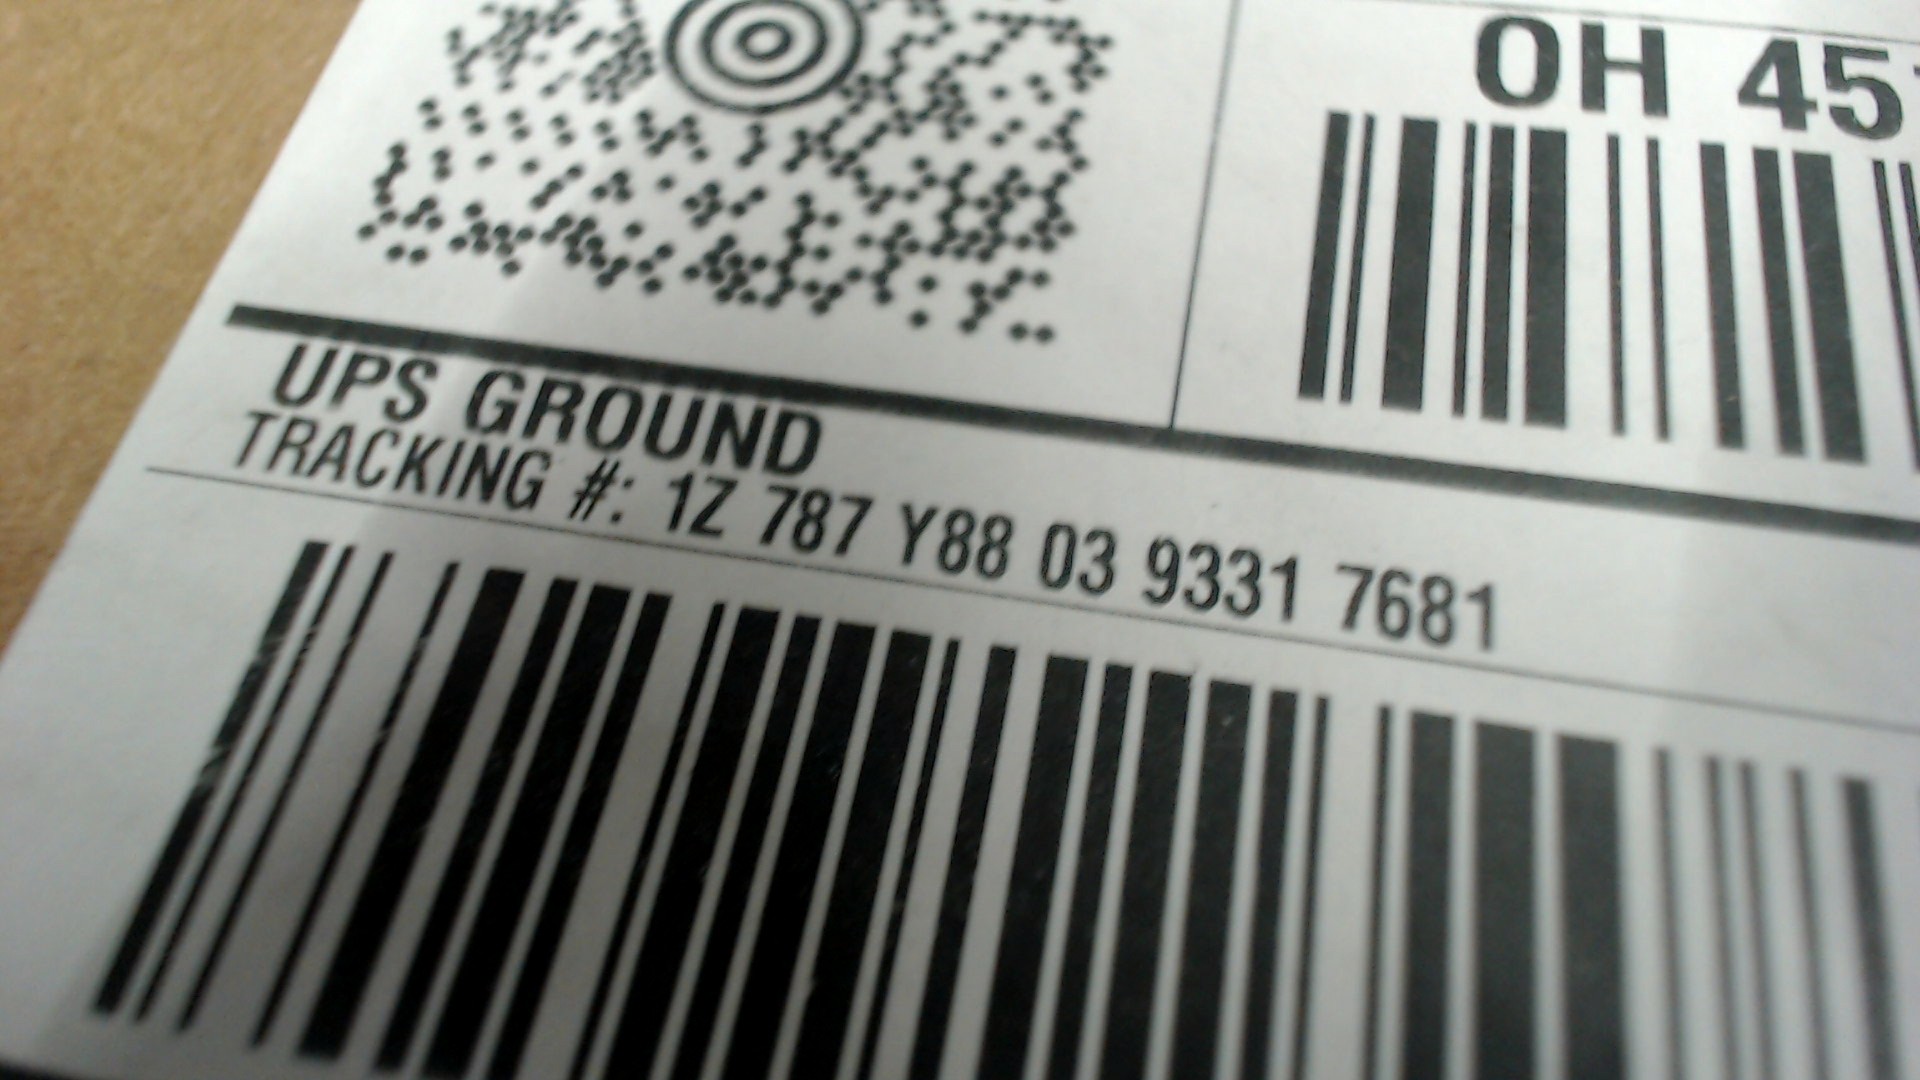 OH 45
UPS GROUND
TRACKING #: 1Z 787 Y88 03 9331 7681